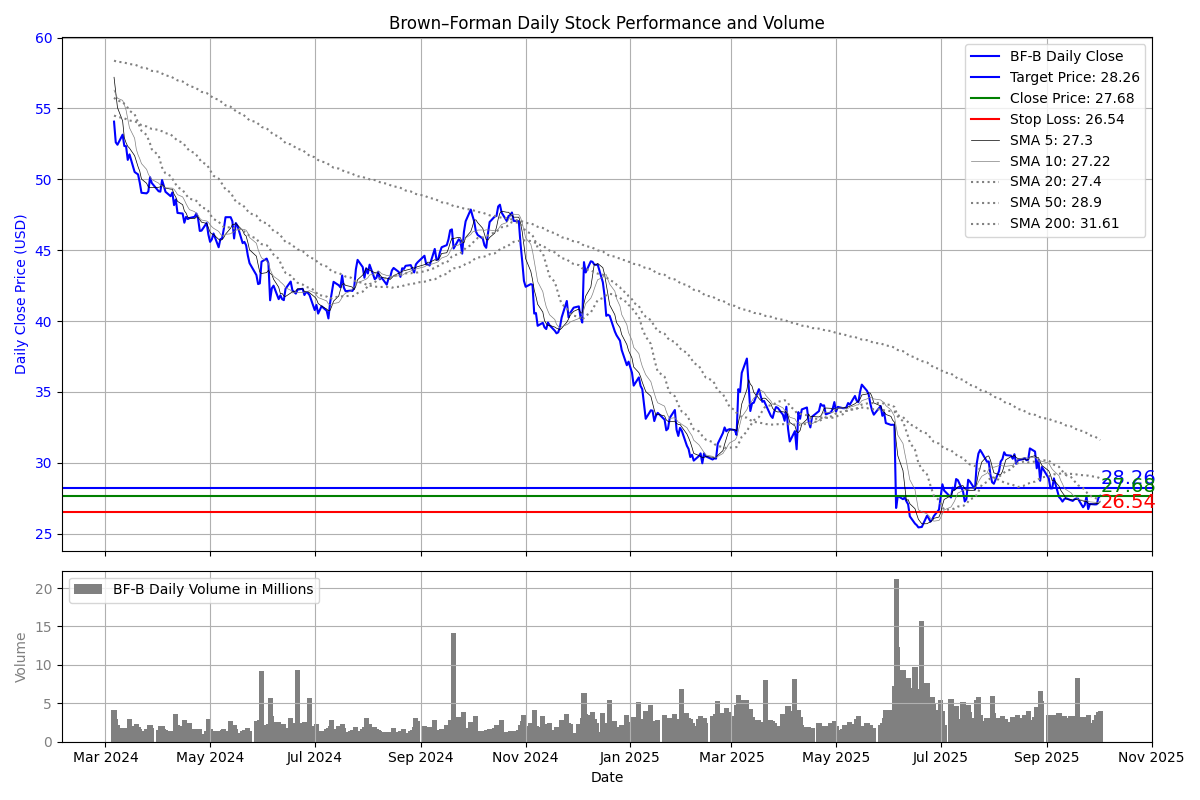 Brown–Forman Daily Stock Performance and Volume
60
55
50
45
40
35
30
25
Daily Close Price (USD)
BF-B Daily Close
Target Price: 28.26
Close Price: 27.68
Stop Loss: 26.54
SMA 5: 27.3
SMA 10: 27.22
SMA 20: 27.4
SMA 50: 28.9
SMA 200: 31.61
28.26
27.68
26.54
20
15
10
5
0
Volume
BF-B Daily Volume in Millions
Mar 2024 May 2024 Jul 2024 Sep 2024 Nov 2024 Jan 2025 Mar 2025 May 2025 Jul 2025 Sep 2025 Nov 2025
Date